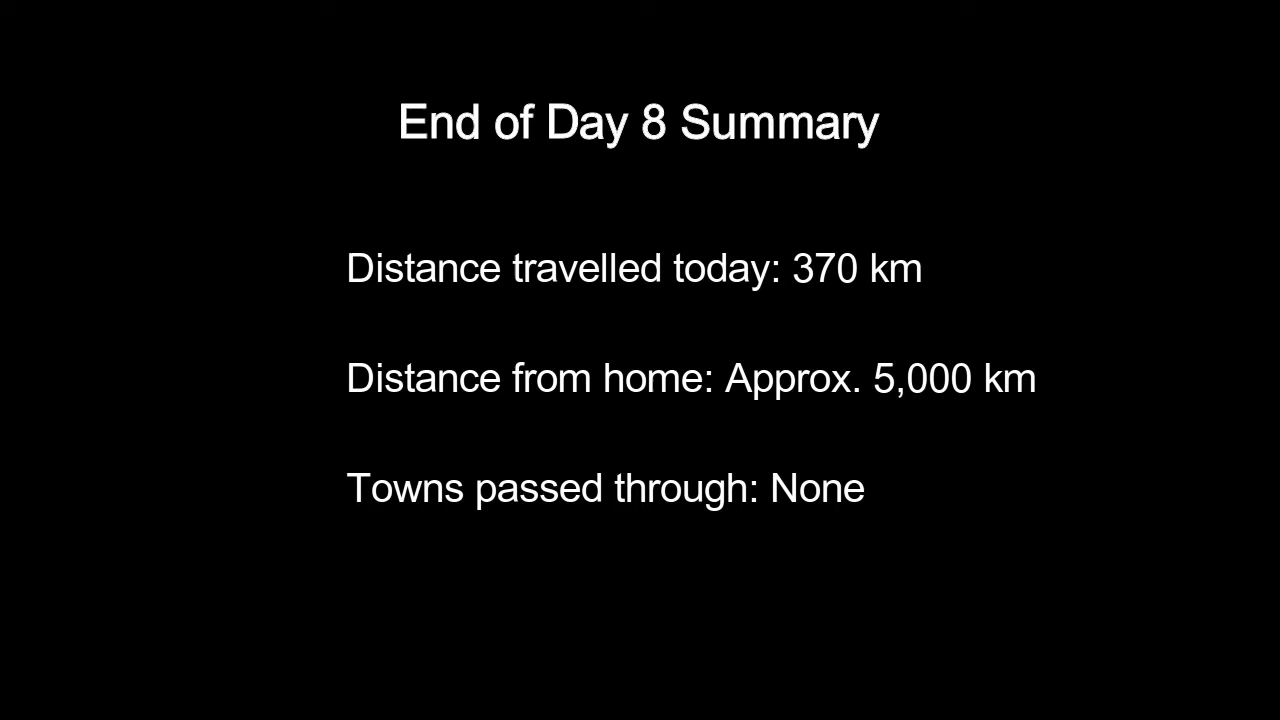 End of Day 8 Summary
Distance travelled today: 370 km
Distance from home: Approx. 5,000 km
Towns passed through: None